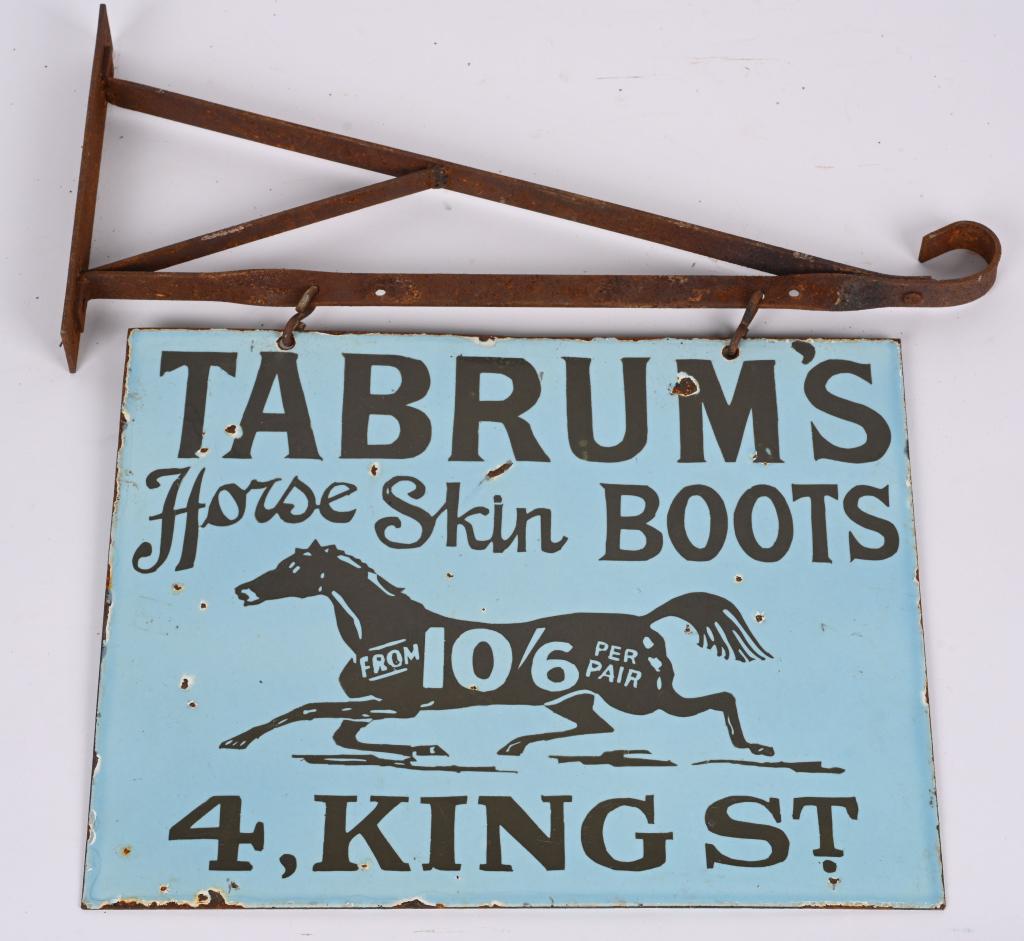 TABRUM'S
Horse Skin BOOTS
FROM 10/6 PER PAIR
4, KING ST.